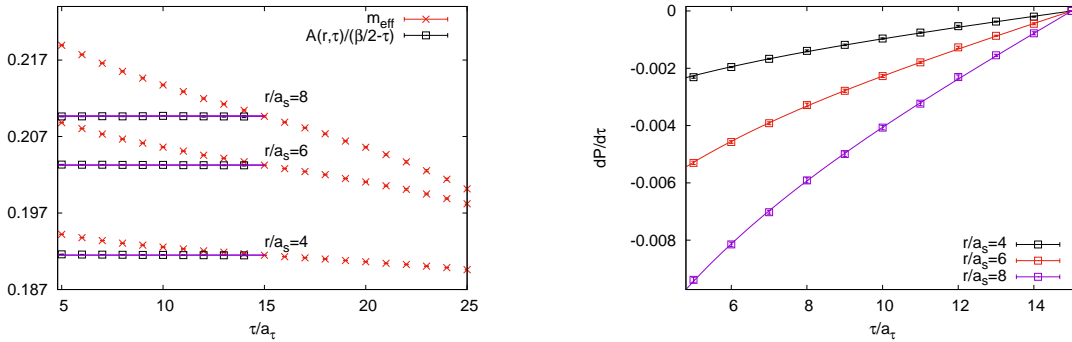 m_eff
A(r,τ)/(β/2-τ)
0.217
0.207
0.197
0.187
r/a_s=8
r/a_s=6
r/a_s=4
5
10
15
20
25
τ/a_τ
0
-0.002
-0.004
-0.006
-0.008
dP/dτ
r/a_s=4
r/a_s=6
r/a_s=8
6
8
10
12
14
τ/a_τ